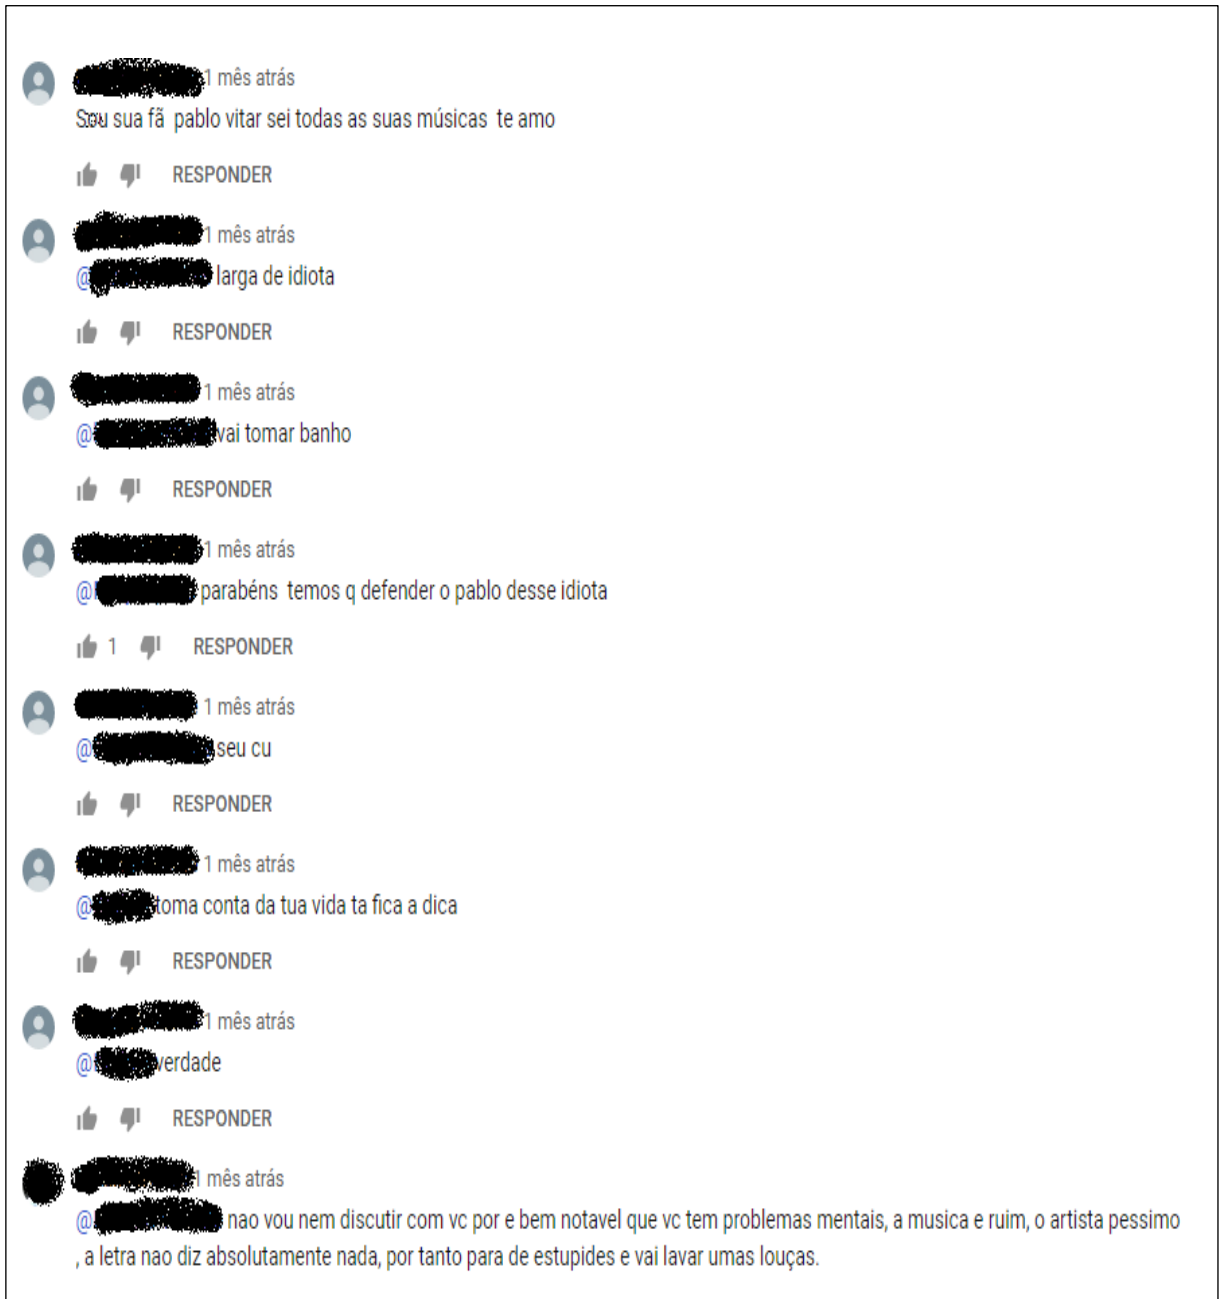 1 mês atrás
Sou sua fã pablo vitar sei todas as suas músicas te amo
RESPONDER
1 mês atrás
@ larga de idiota
RESPONDER
1 mês atrás
@ vai tomar banho
RESPONDER
1 mês atrás
@ parabéns temos q defender o pablo desse idiota
1 RESPONDER
1 mês atrás
@ seu cu
RESPONDER
1 mês atrás
@ toma conta da tua vida ta fica a dica
RESPONDER
1 mês atrás
@ verdade
RESPONDER
1 mês atrás
@ nao vou nem discutir com vc por e bem notavel que vc tem problemas mentais, a musica e ruim, o artista pessimo
, a letra nao diz absolutamente nada, por tanto para de estupides e vai lavar umas louças.